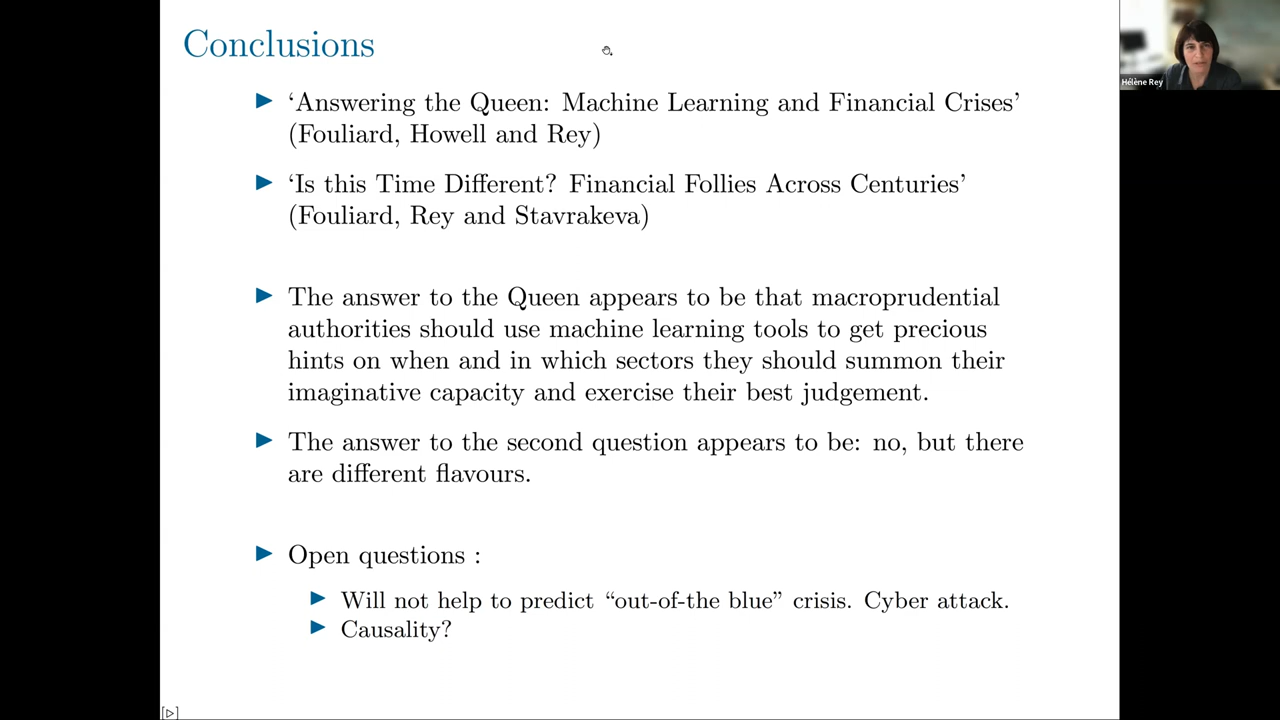 Conclusions
Hélène Rey
‘Answering the Queen: Machine Learning and Financial Crises’
(Fouliard, Howell and Rey)
‘Is this Time Different? Financial Follies Across Centuries’
(Fouliard, Rey and Stavrakeva)
The answer to the Queen appears to be that macroprudential
authorities should use machine learning tools to get precious
hints on when and in which sectors they should summon their
imaginative capacity and exercise their best judgement.
The answer to the second question appears to be: no, but there
are different flavours.
Open questions :
Will not help to predict “out-of-the blue” crisis. Cyber attack.
Causality?